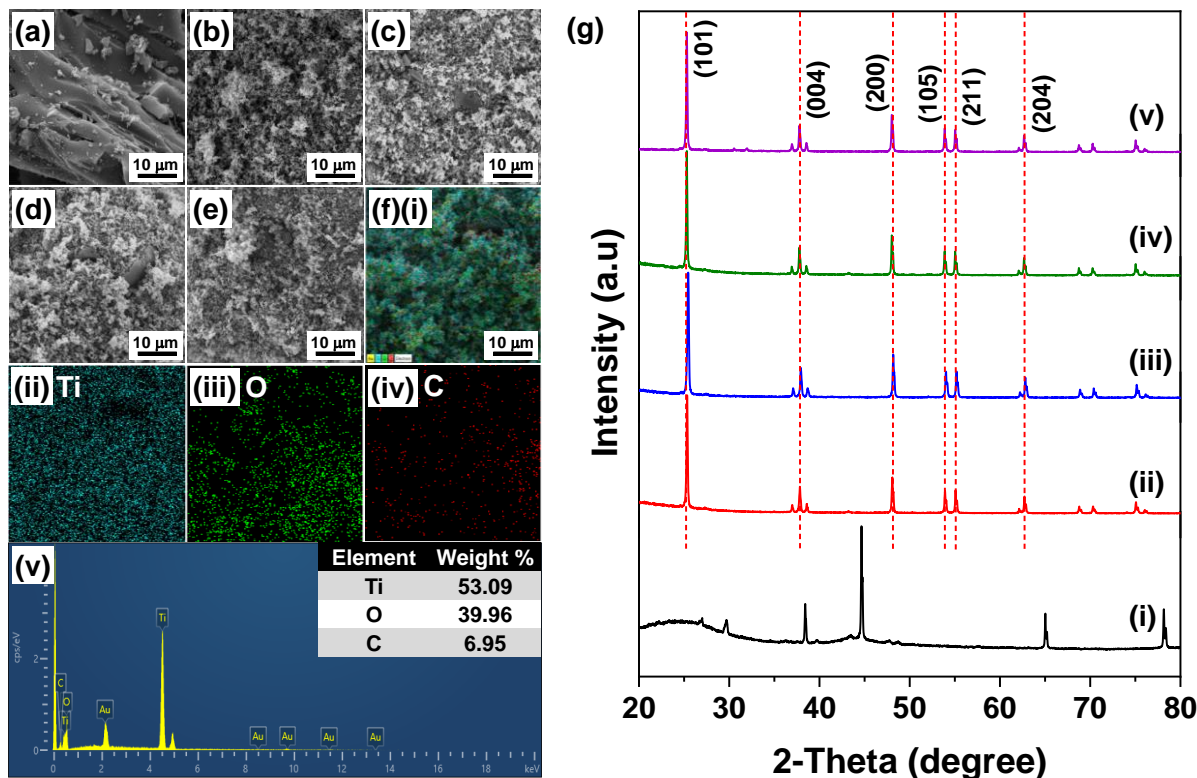 (a)
(b)
(c)
10 µm
10 µm
10 µm
(d)
(e)
(f)(i)
10 µm
10 µm
10 µm
(ii) Ti
(iii) O
(iv) C
(v)
Element Weight %
Ti 53.09
O 39.96
C 6.95
cps/eV
2
0
C
O
Ti
Au
Ti
Au
Au
Au
Au
0 2 4 6 8 10 12 14 16 18 keV
(g)
(101)
(004)
(200)
(105)
(211)
(204)
(v)
(iv)
(iii)
(ii)
(i)
Intensity (a.u)
20 30 40 50 60 70 80
2-Theta (degree)